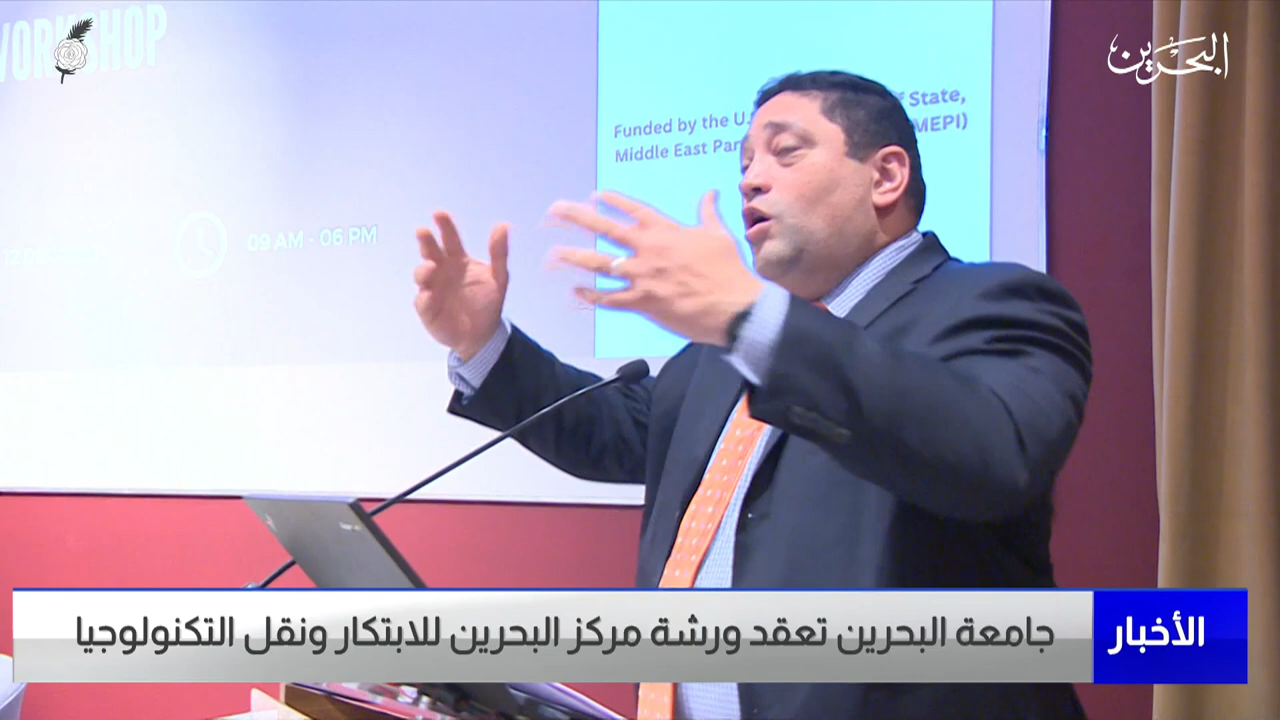 WORKSHOP
البحرين
Funded by the U. State,
Middle East Par MEPI)
09 AM - 06 PM
الأخبار
جامعة البحرين تعقد ورشة مركز البحرين للابتكار ونقل التكنولوجيا